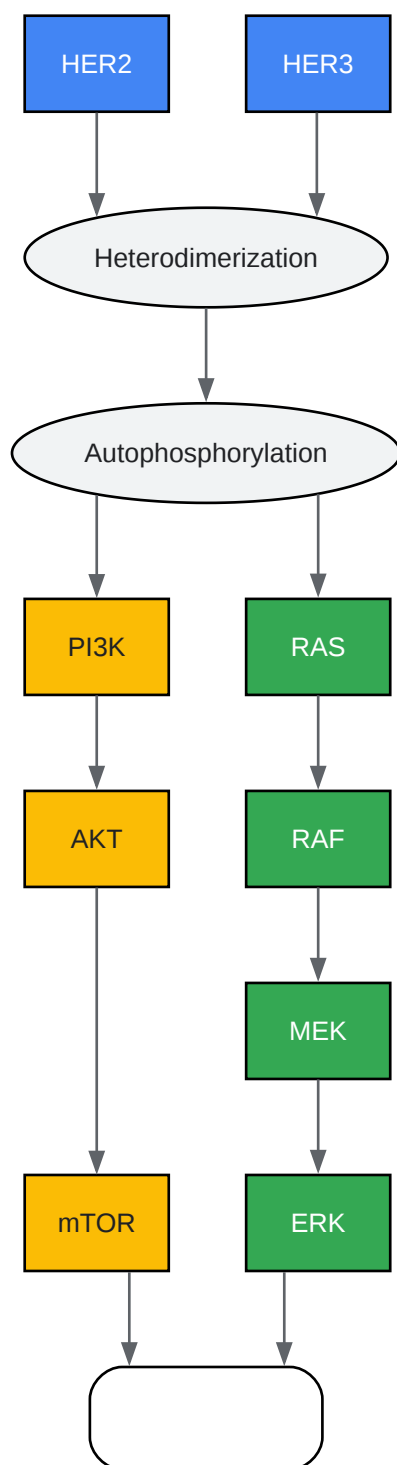 HER2
HER3
Heterodimerization
Autophosphorylation
PI3K
RAS
AKT
RAF
MEK
mTOR
ERK